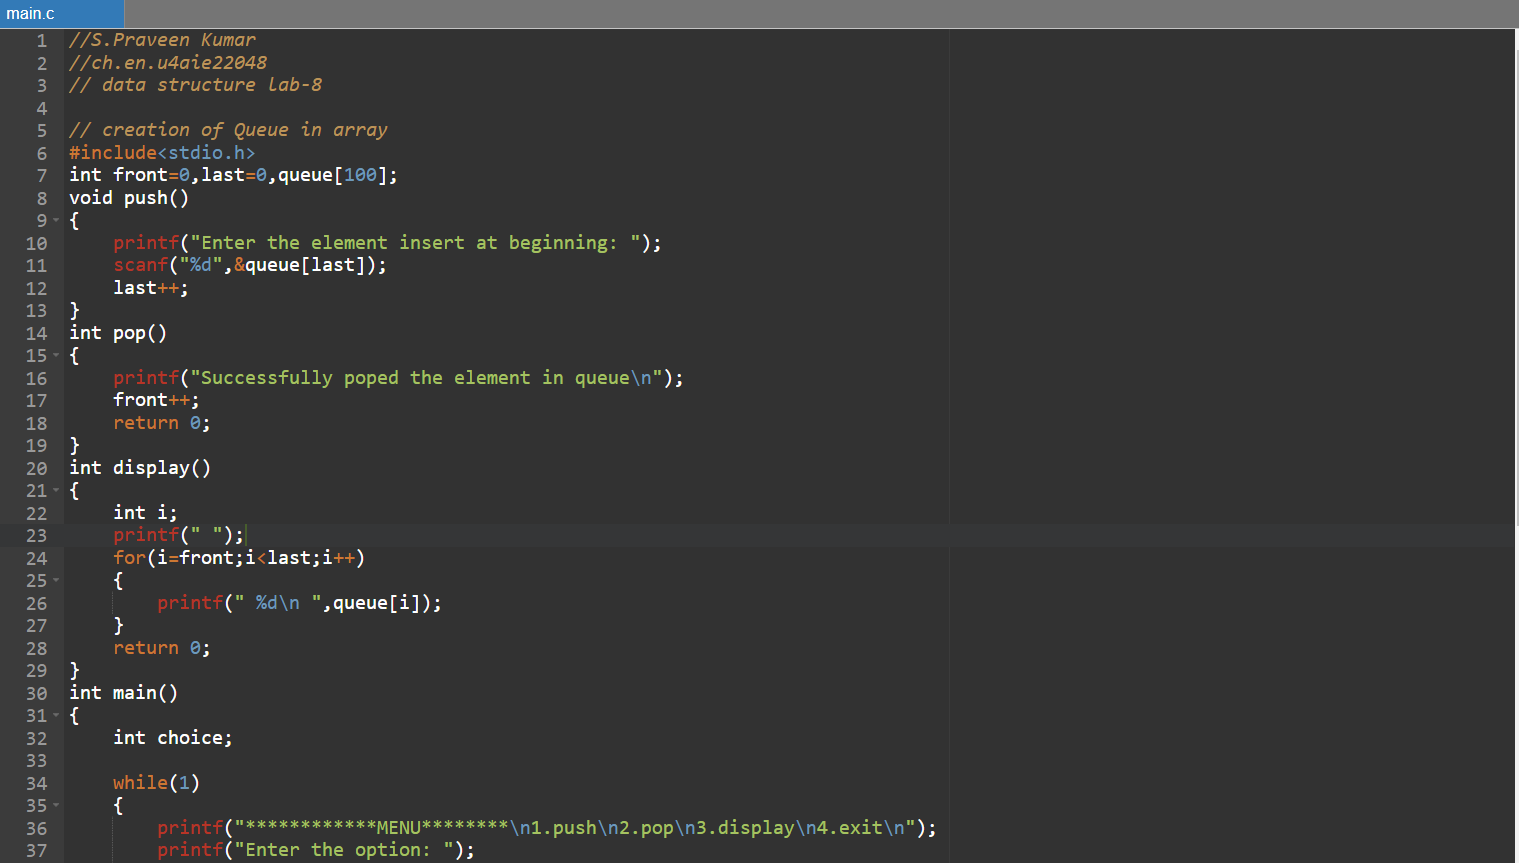 main.c
1 //S.Praveen Kumar
2 //ch.en.u4aie22048
3 // data structure lab-8
4
5 // creation of Queue in array
6 #include<stdio.h>
7 int front=0,last=0,queue[100];
8 void push()
9 {
10     printf("Enter the element insert at beginning: ");
11     scanf("%d",&queue[last]);
12     last++;
13 }
14 int pop()
15 {
16     printf("Successfully poped the element in queue\n");
17     front++;
18     return 0;
19 }
20 int display()
21 {
22     int i;
23     printf(" ");
24     for(i=front;i<last;i++)
25     {
26         printf(" %d\n ",queue[i]);
27     }
28     return 0;
29 }
30 int main()
31 {
32     int choice;
33
34     while(1)
35     {
36         printf("************MENU********\n1.push\n2.pop\n3.display\n4.exit\n");
37         printf("Enter the option: ");